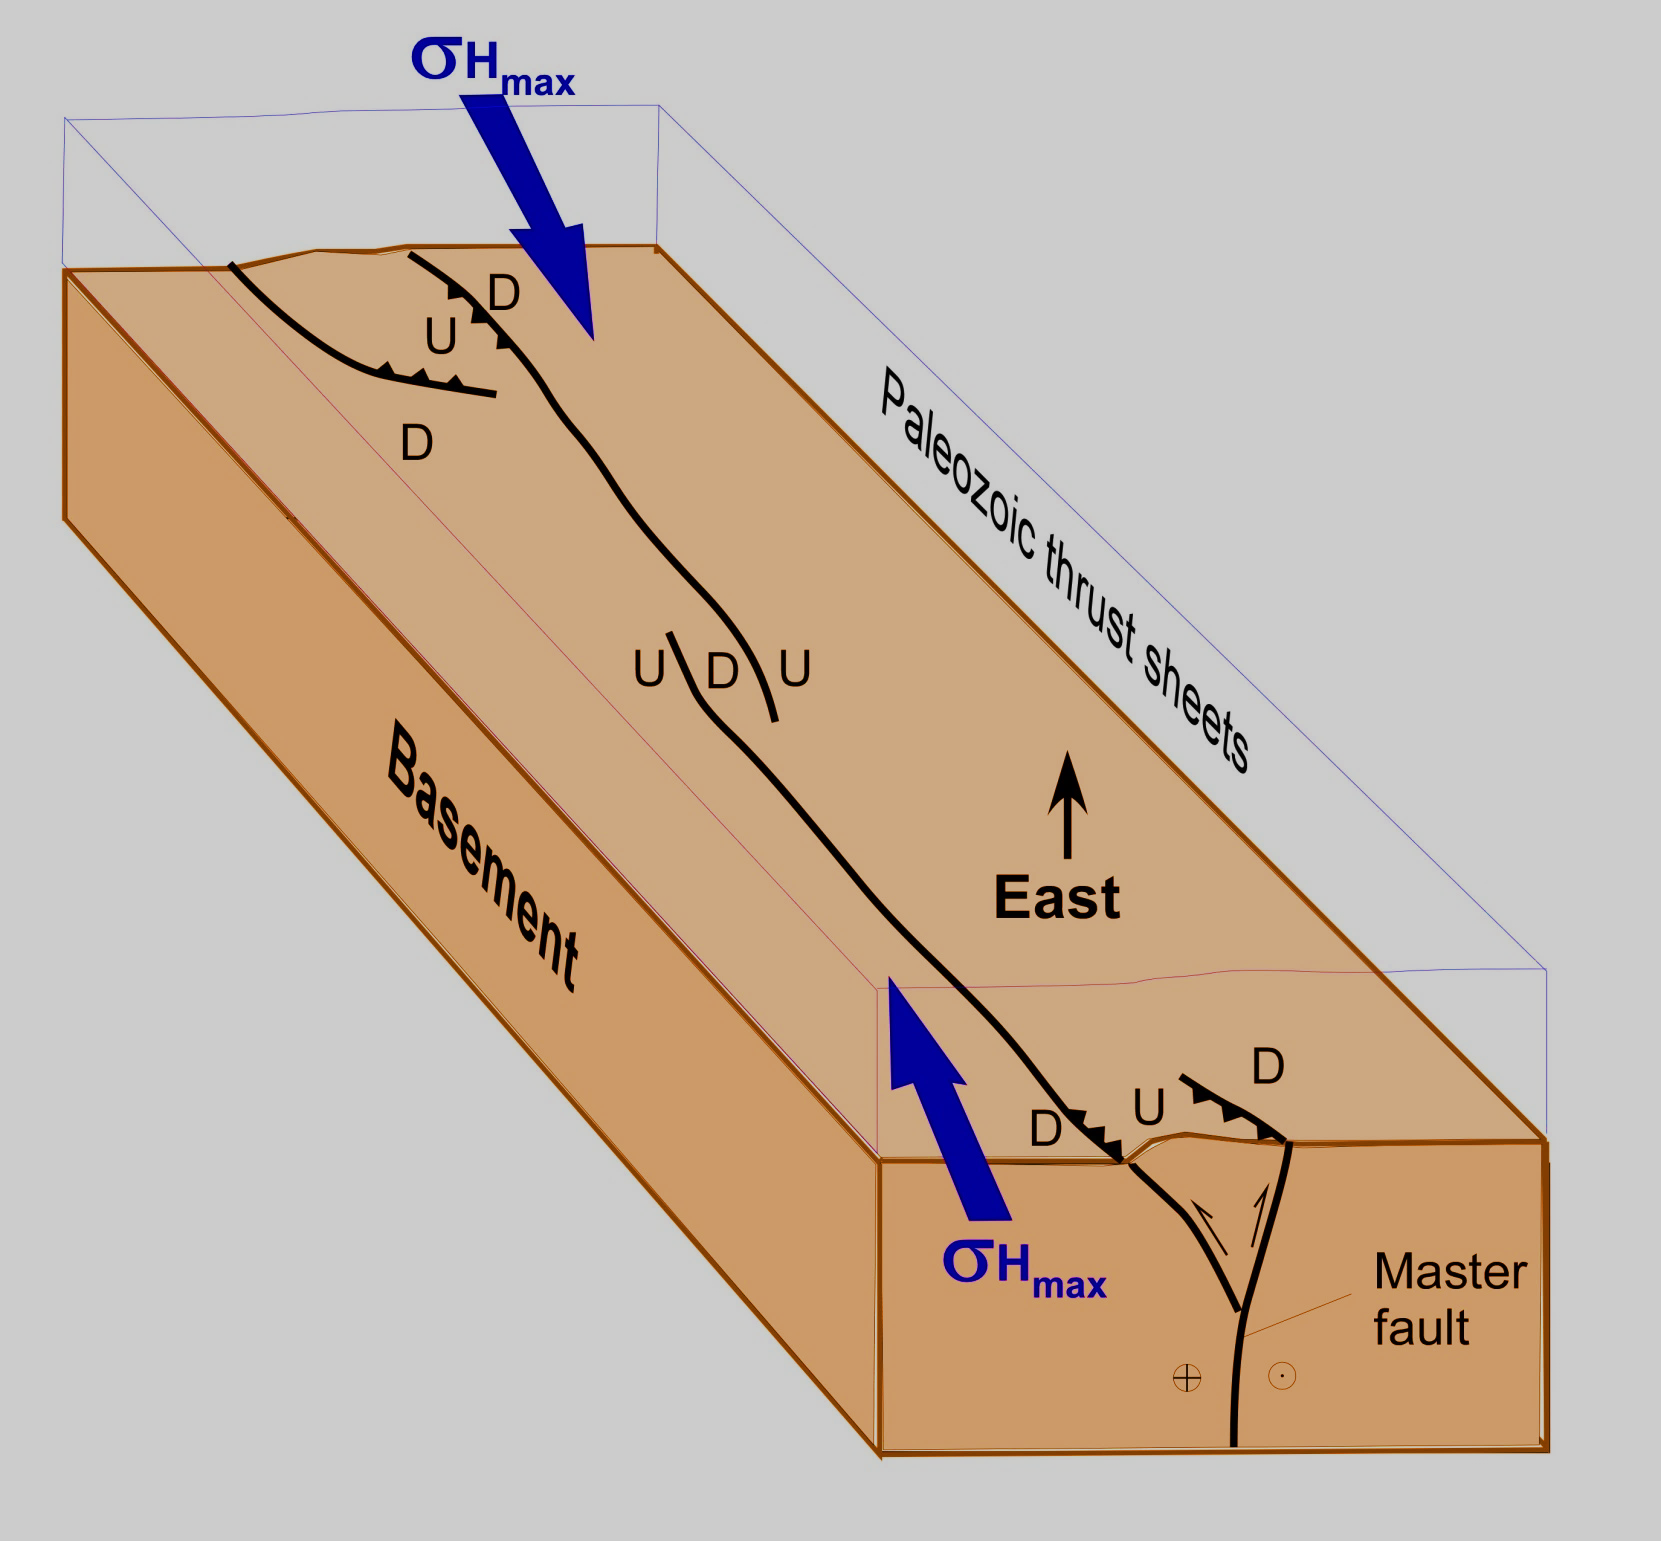 σHmax
D
U
D
Paleozoic thrust sheets
U D U
Basement
East
D
U
D
σHmax
Master
fault